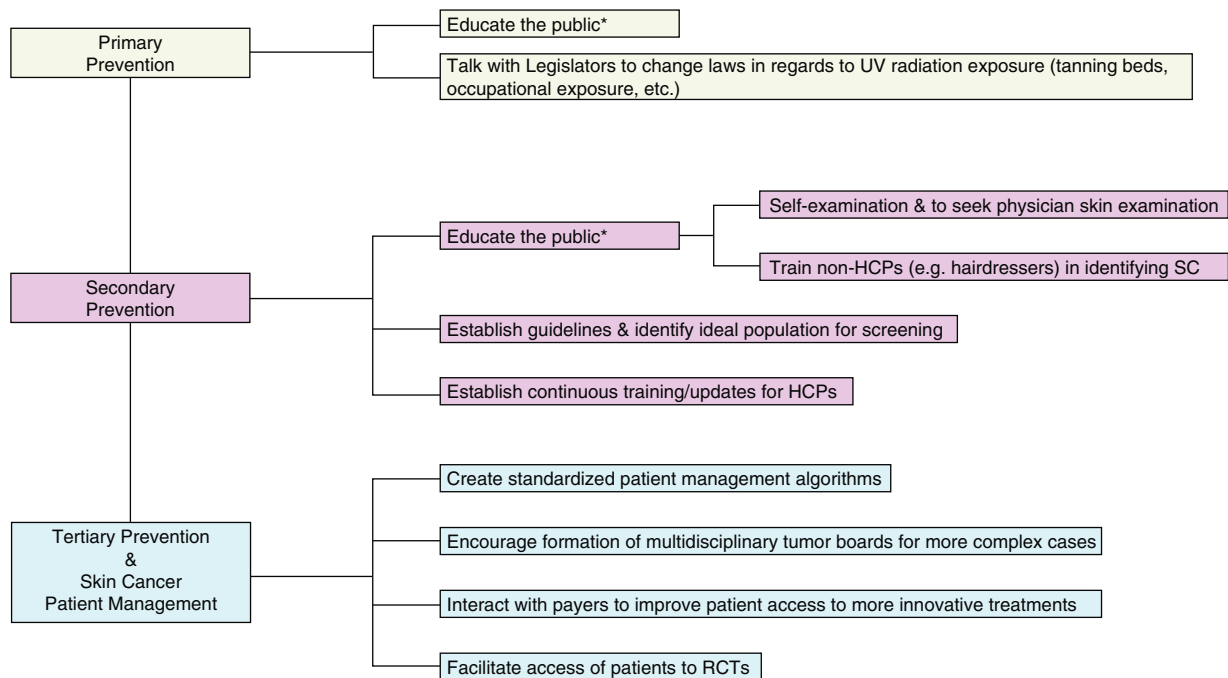 Primary
Prevention
Educate the public*
Talk with Legislators to change laws in regards to UV radiation exposure (tanning beds,
occupational exposure, etc.)
Secondary
Prevention
Educate the public*
Self-examination & to seek physician skin examination
Train non-HCPs (e.g. hairdressers) in identifying SC
Establish guidelines & identify ideal population for screening
Establish continuous training/updates for HCPs
Tertiary Prevention
&
Skin Cancer
Patient Management
Create standardized patient management algorithms
Encourage formation of multidisciplinary tumor boards for more complex cases
Interact with payers to improve patient access to more innovative treatments
Facilitate access of patients to RCTs